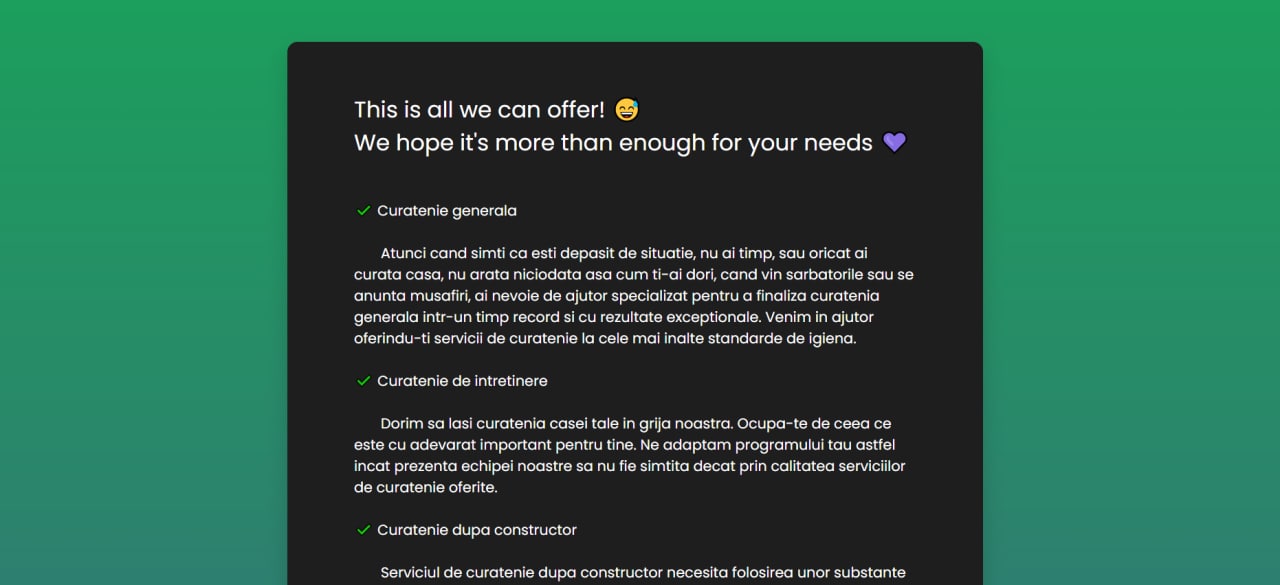 This is all we can offer! 😅
We hope it's more than enough for your needs 💜
✓ Curatenie generala
Atunci cand simti ca esti depasit de situatie, nu ai timp, sau oricat ai
curata casa, nu arata niciodata asa cum ti-ai dori, cand vin sarbatorile sau se
anunta musafiri, ai nevoie de ajutor specializat pentru a finaliza curatenia
generala intr-un timp record si cu rezultate exceptionale. Venim in ajutor
oferindu-ti servicii de curatenie la cele mai inalte standarde de igiena.
✓ Curatenie de intretinere
Dorim sa lasi curatenia casei tale in grija noastra. Ocupa-te de ceea ce
este cu adevarat important pentru tine. Ne adaptam programului tau astfel
incat prezenta echipei noastre sa nu fie simtita decat prin calitatea serviciilor
de curatenie oferite.
✓ Curatenie dupa constructor
Serviciul de curatenie dupa constructor necesita folosirea unor substante